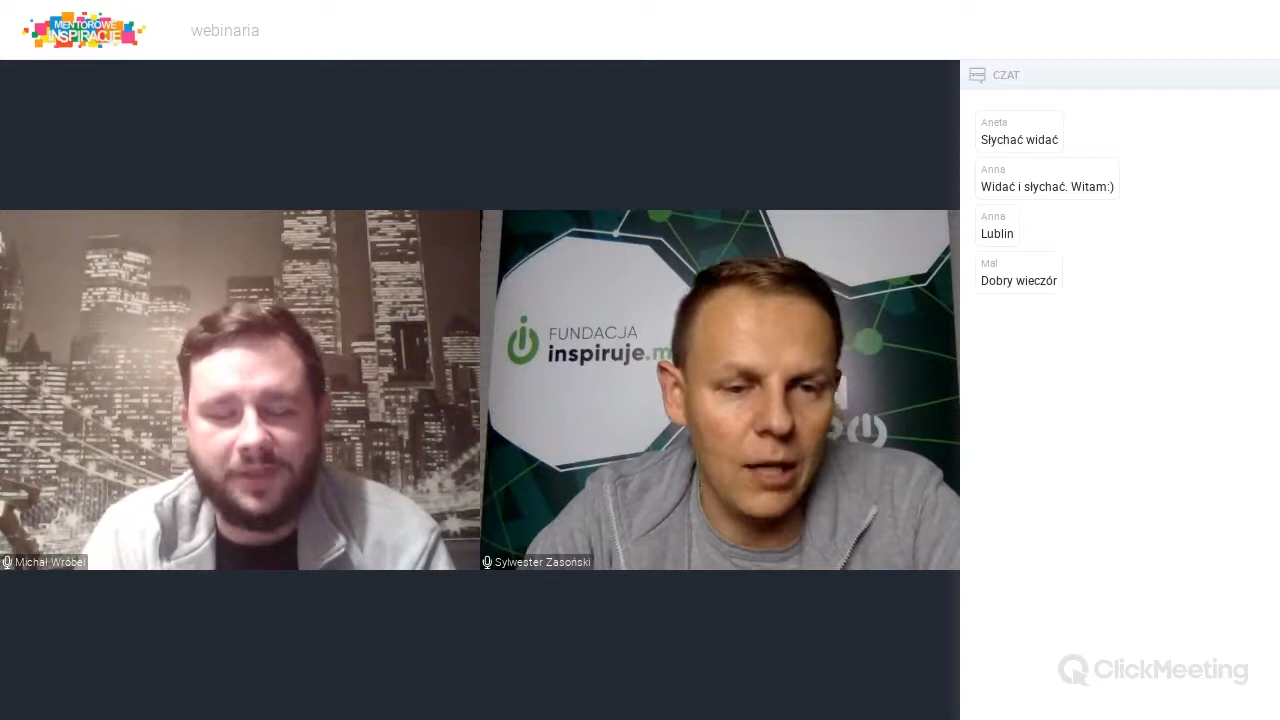 MENTOROWE
INSPIRACJE
webinaria
CZAT
Aneta
Słychać widać
Anna
Widać i słychać. Witam:)
Anna
Lublin
Mal
Dobry wieczór
FUNDACJA
inspiruje.m
Michał Wróbel
Sylwester Zasoński
ClickMeeting